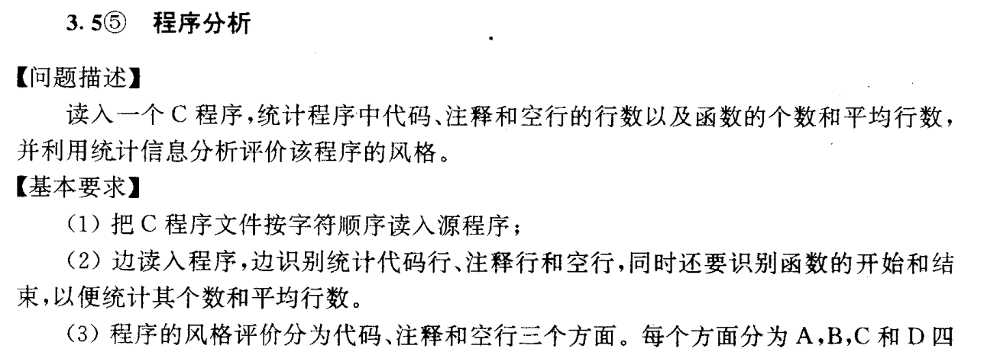 3.5⑤ 程序分析
【问题描述】
读入一个 C 程序,统计程序中代码、注释和空行的行数以及函数的个数和平均行数,
并利用统计信息分析评价该程序的风格。
【基本要求】
(1) 把 C 程序文件按字符顺序读入源程序;
(2) 边读入程序,边识别统计代码行、注释行和空行,同时还要识别函数的开始和结
束,以便统计其个数和平均行数。
(3) 程序的风格评价分为代码、注释和空行三个方面。每个方面分为 A,B,C 和 D 四